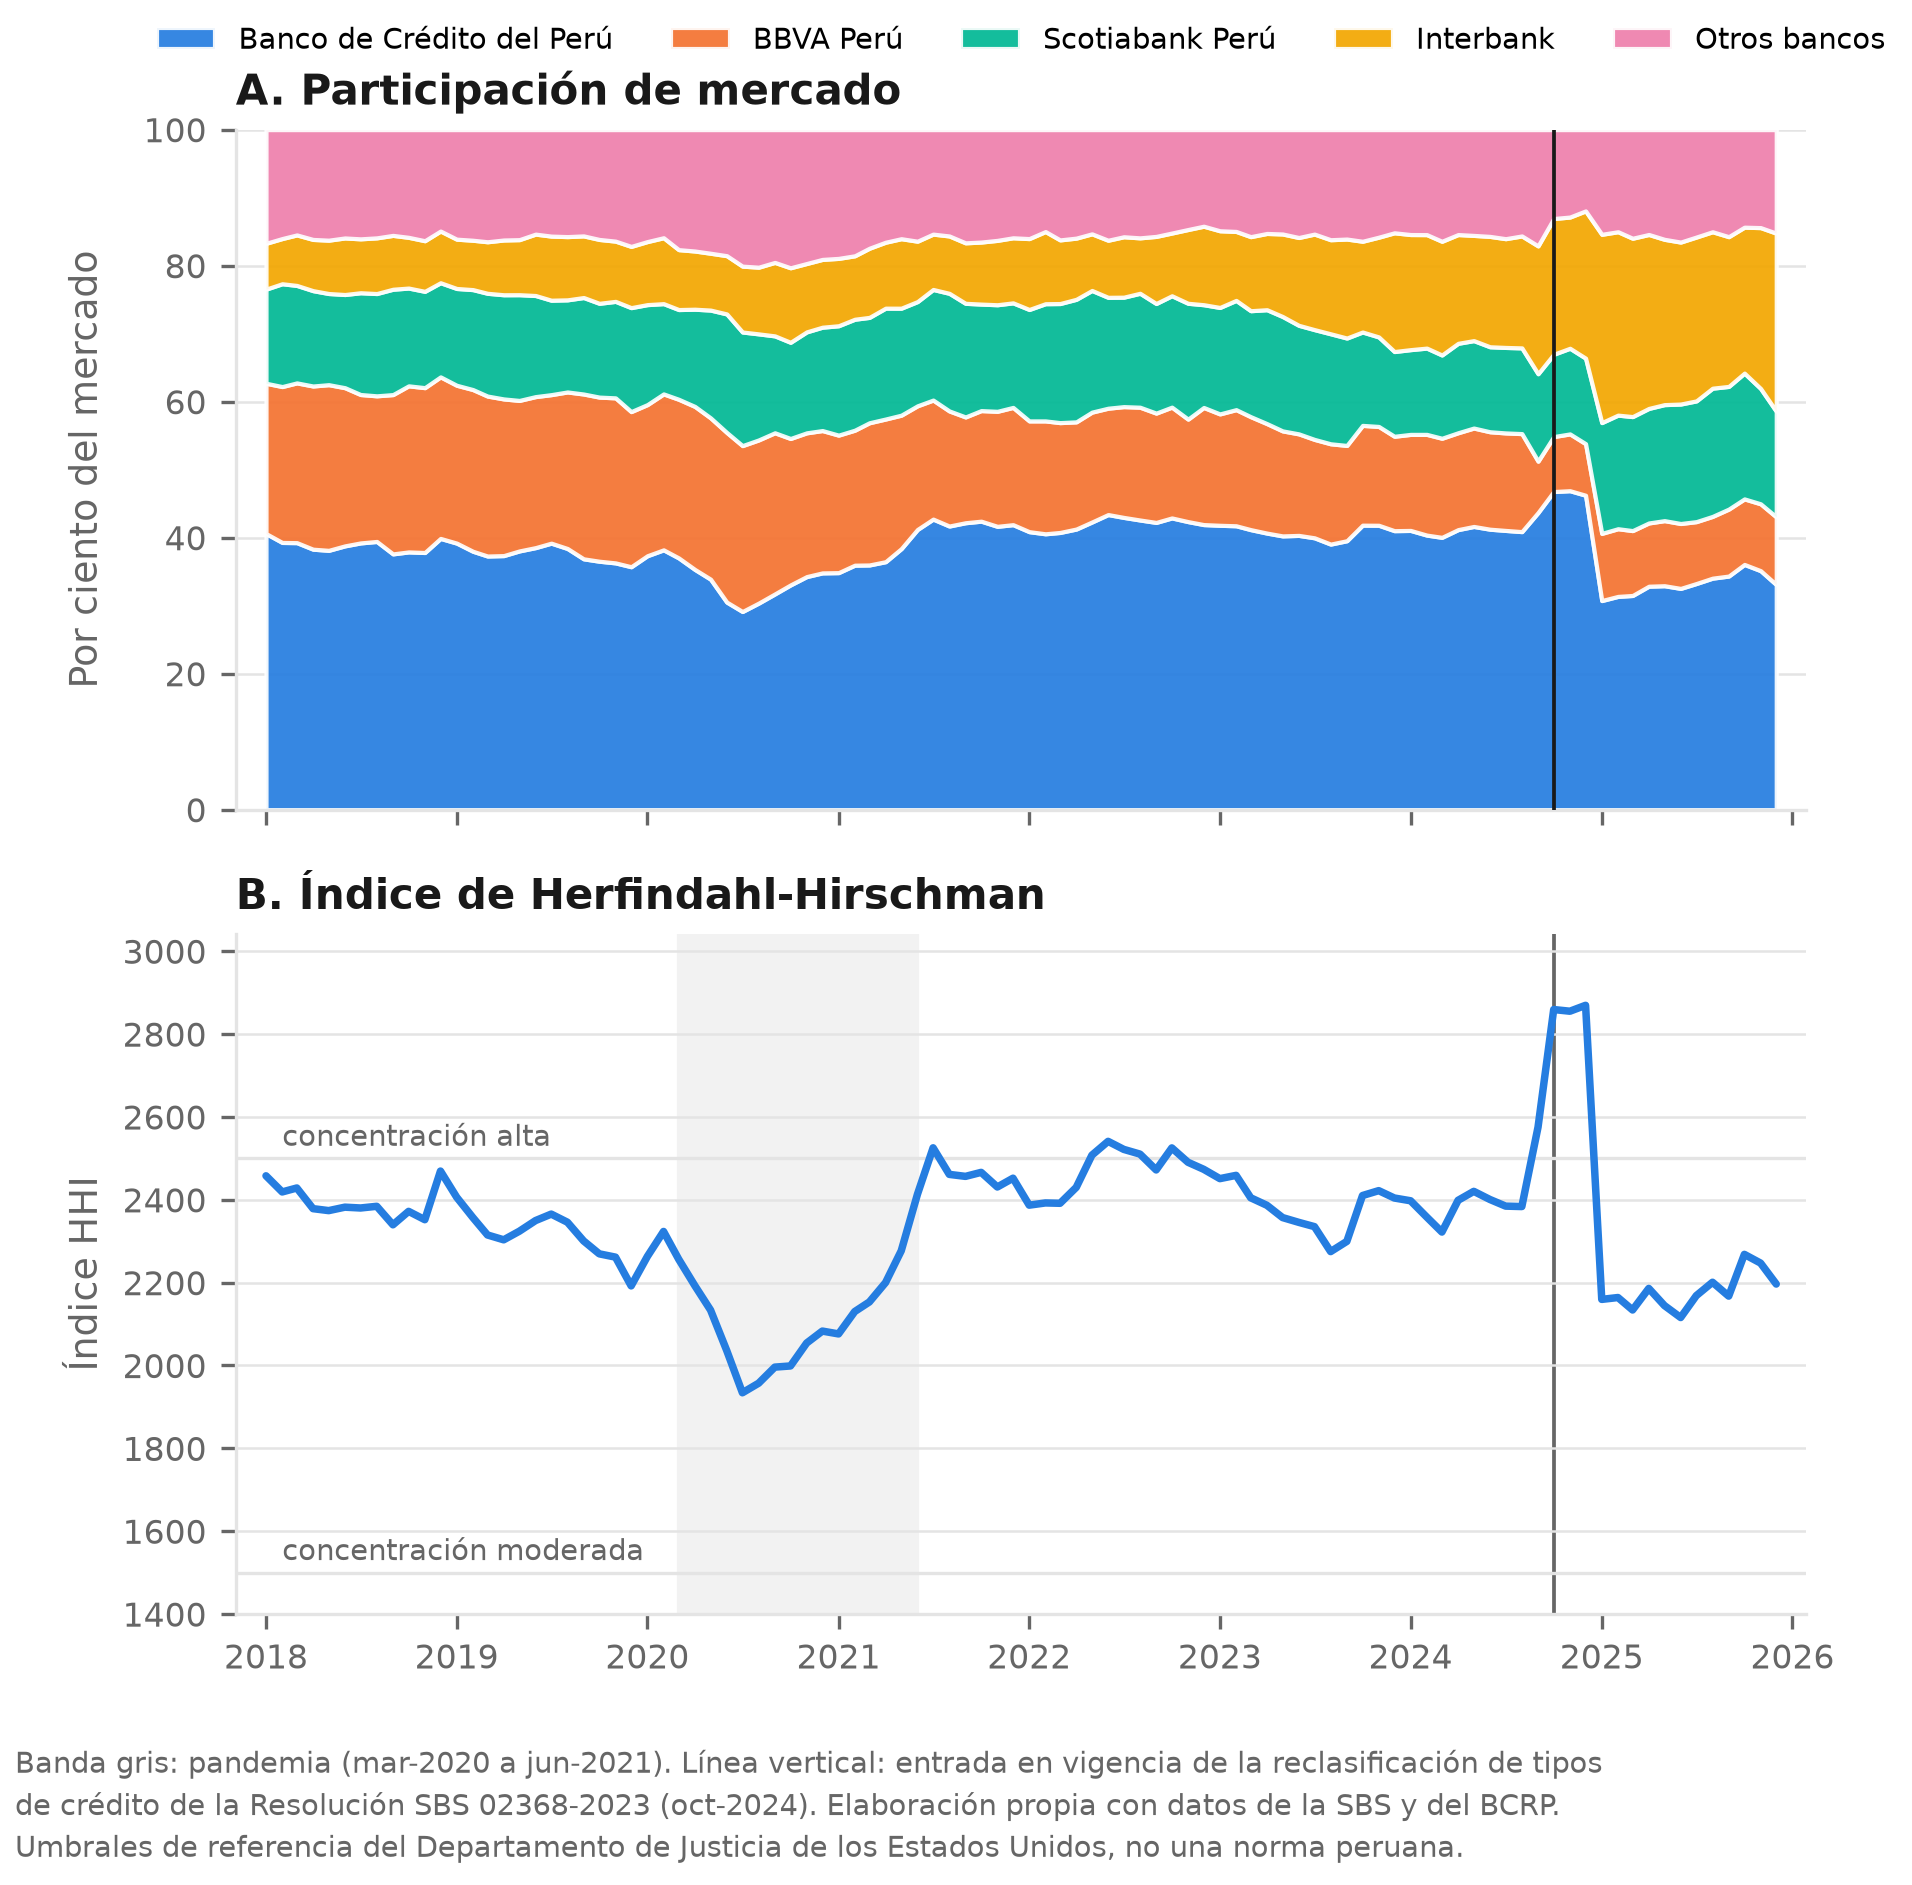 Banco de Crédito del Perú BBVA Perú Scotiabank Perú Interbank Otros bancos
A. Participación de mercado
Por ciento del mercado
100
80
60
40
20
0
B. Índice de Herfindahl-Hirschman
Índice HHI
3000
2800
2600
concentración alta
2400
2200
2000
1800
1600
concentración moderada
1400
2018 2019 2020 2021 2022 2023 2024 2025 2026
Banda gris: pandemia (mar-2020 a jun-2021). Línea vertical: entrada en vigencia de la reclasificación de tipos
de crédito de la Resolución SBS 02368-2023 (oct-2024). Elaboración propia con datos de la SBS y del BCRP.
Umbrales de referencia del Departamento de Justicia de los Estados Unidos, no una norma peruana.